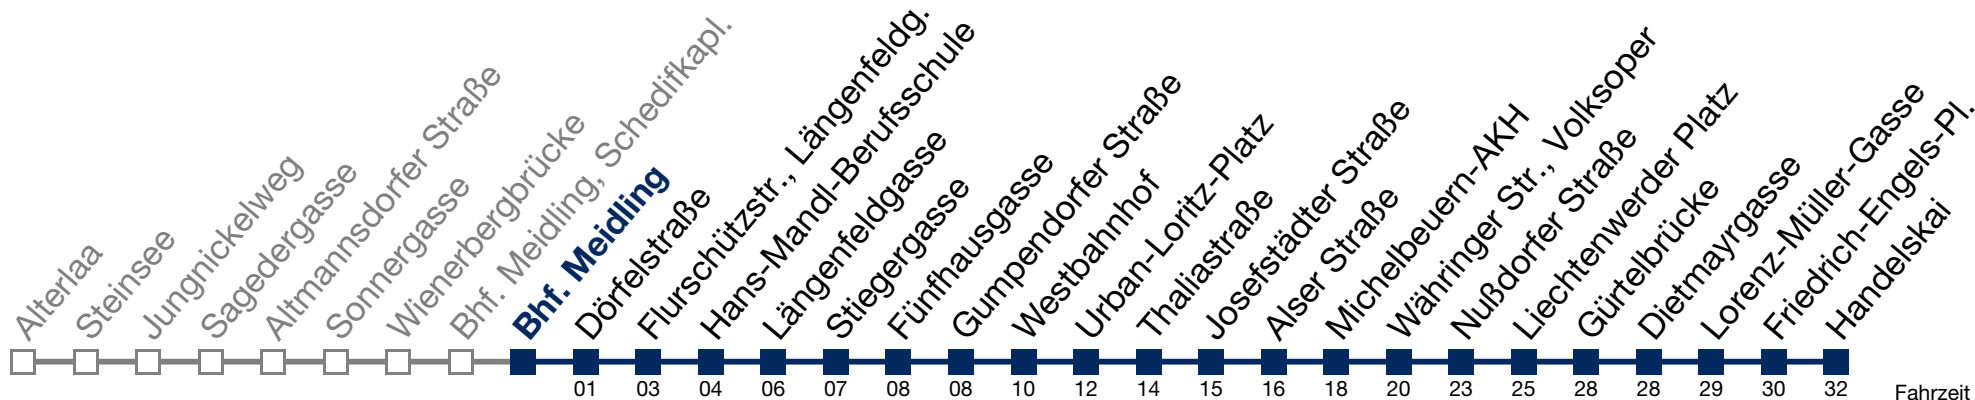 Alterlaa
Steinsee
Jungnickelweg
Sagedergasse
Altmannsdorfer Straße
Sonnergasse
Wienerbergbrücke
Bhf. Meidling, Schedifkapl.
Bhf. Meidling
Dörfelstraße
Flurschützstr., Längenfeldg.
Hans-Mandl-Berufsschule
Längenfeldgasse
Stiegergasse
Fünfhausgasse
Gumpendorfer Straße
Westbahnhof
Urban-Loritz-Platz
Thaliastraße
Josefstädter Straße
Alser Straße
Michelbeuern-AKH
Währinger Str., Volksoper
Nußdorfer Straße
Liechtenwerder Platz
Gürtelbrücke
Dietmayrgasse
Lorenz-Müller-Gasse
Friedrich-Engels-Pl.
Handelskai
01 03 04 06 07 08 08 10 12 14 15 16 18 20 23 25 28 28 29 30 32 Fahrzeit